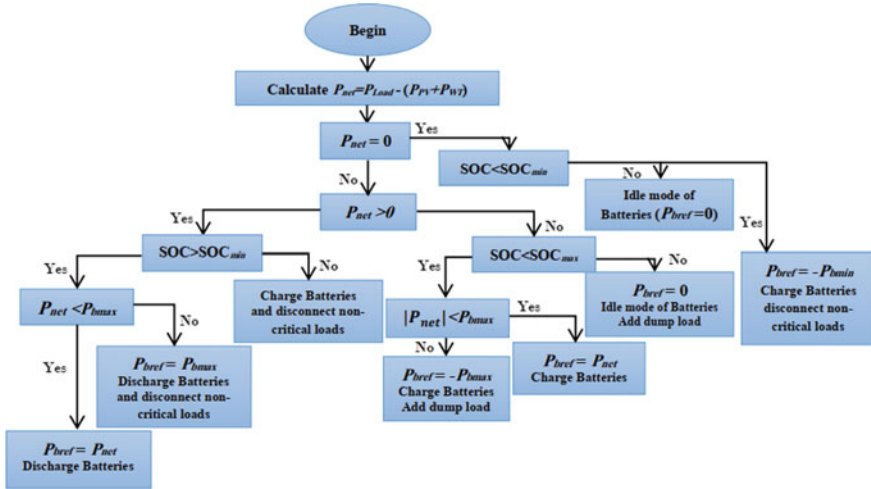 Begin
Calculate Pnet=PLoad - (PPV+PWT)
Pnet = 0
Yes
SOC<SOCmin
No
Idle mode of
Batteries (Pbref=0)
Yes
Pbref = -Pbmin
Charge Batteries
disconnect non-
critical loads
No
Pnet >0
Yes
SOC>SOCmin
No
Charge Batteries
and disconnect non-
critical loads
Yes
Pnet <Pbmax
No
Pbref = Pbmax
Discharge Batteries
and disconnect non-
critical loads
Yes
Pbref = Pnet
Discharge Batteries
No
SOC<SOCmax
No
Pbref = 0
Idle mode of Batteries
Add dump load
Yes
|Pnet| <Pbmax
Yes
Pbref = Pnet
Charge Batteries
No
Pbref = -Pbmax
Charge Batteries
Add dump load